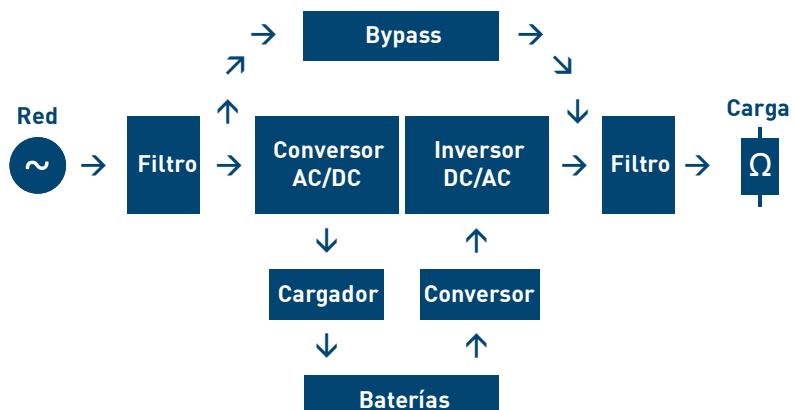 Bypass
Red
Carga
~
Filtro
Conversor
AC/DC
Inversor
DC/AC
Filtro
Ω
Cargador
Conversor
Baterías